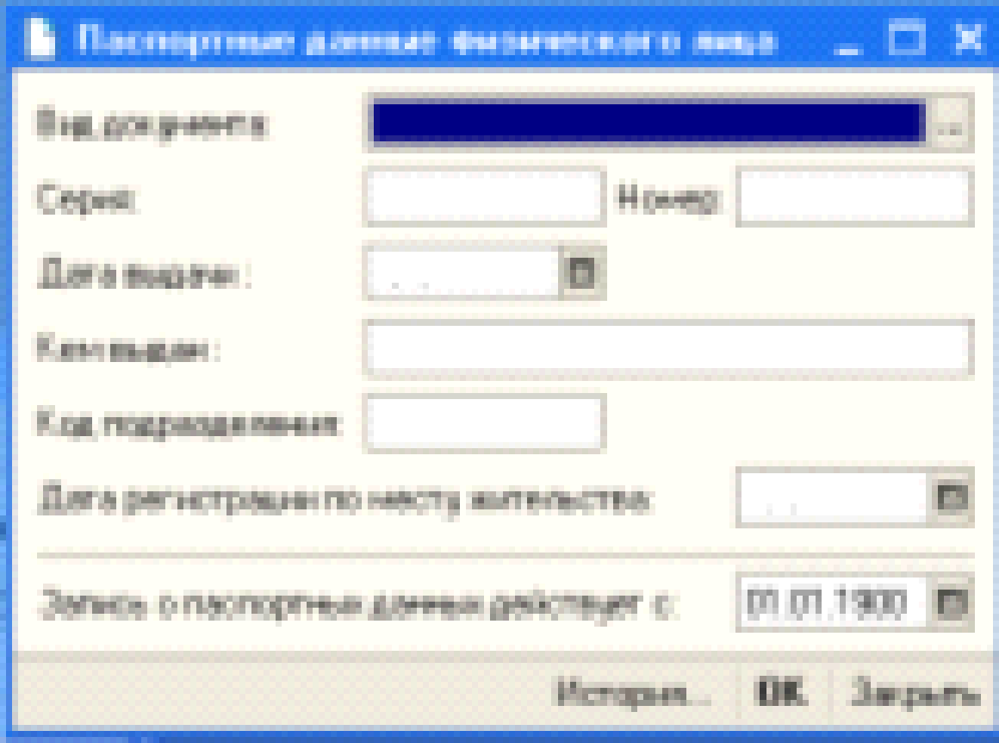 Паспортные данные физического лица
Вид документа:
...
Серия:
Номер:
Дата выдачи:
. .
Кем выдан:
Код подразделения:
Дата регистрации по месту жительства:
. .
Запись о паспортных данных действует с:
01.01.1900
История...
OK
Закрыть